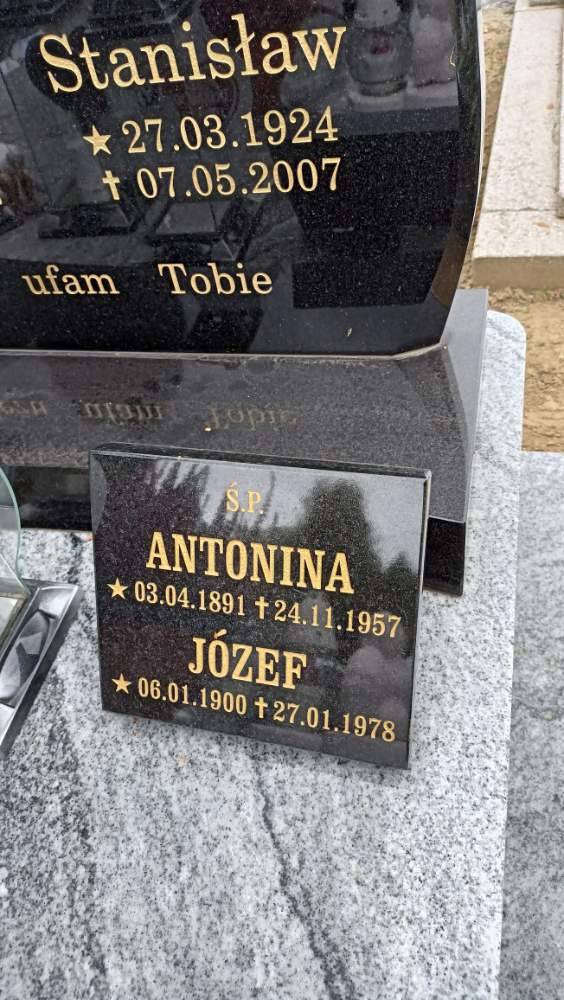 Stanisław
★ 27.03.1924
✝ 07.05.2007
ufam Tobie
Ś.P.
ANTONINA
★ 03.04.1891 ✝ 24.11.1957
JÓZEF
★ 06.01.1900 ✝ 27.01.1978